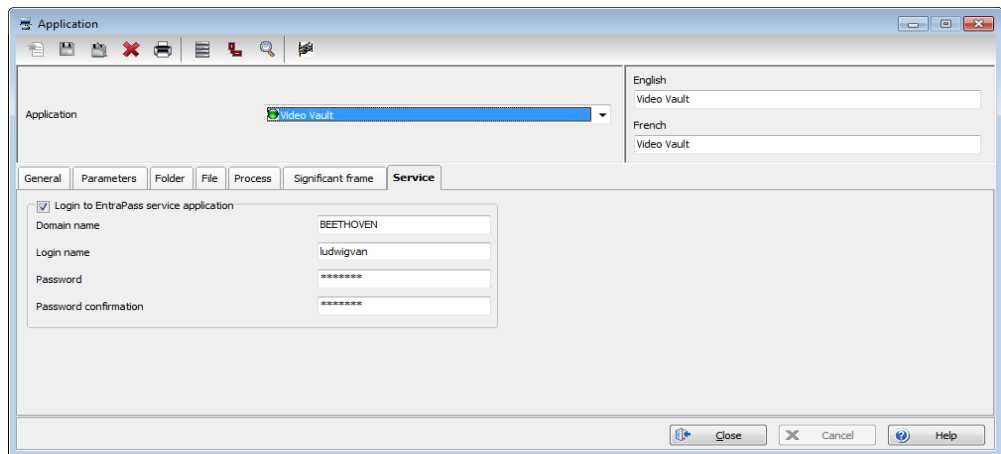 Application
English
Video Vault
Application Video Vault
French
Video Vault
General Parameters Folder File Process Significant frame Service
Login to EntraPass service application
Domain name BEETHOVEN
Login name ludwigvan
Password *******
Password confirmation *******
Close Cancel Help